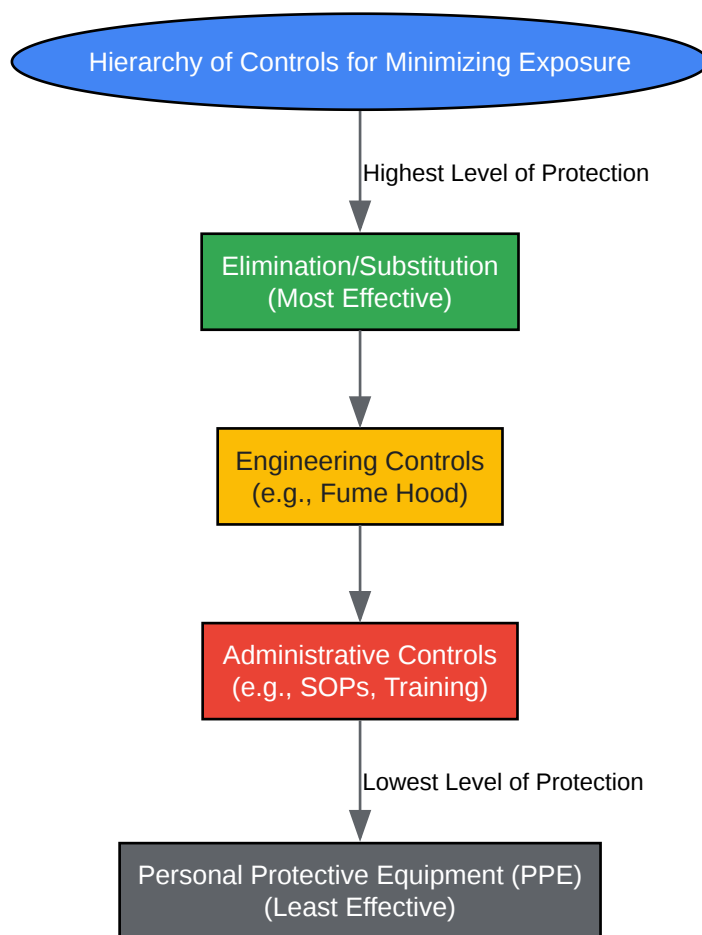 Hierarchy of Controls for Minimizing Exposure
Highest Level of Protection
Elimination/Substitution
(Most Effective)
Engineering Controls
(e.g., Fume Hood)
Administrative Controls
(e.g., SOPs, Training)
Lowest Level of Protection
Personal Protective Equipment (PPE)
(Least Effective)